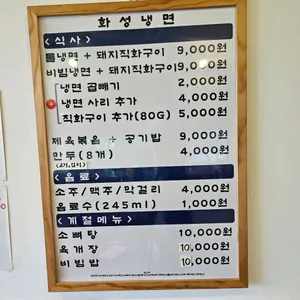 화성냉면
<식사>
물냉면 + 돼지직화구이 9,000원
비빔냉면 + 돼지직화구이 9,000원
냉면 곱빼기 2,000원
+ 냉면 사리 추가 4,000원
직화구이 추가(80G) 5,000원
제육볶음 + 공기밥 9,000원
만두(8개) 4,000원
(고기,김치)
<음료>
소주/맥주/막걸리 4,000원
음료수(245ml) 1,000원
<계절메뉴>
소뼈탕 10,000원
육개장 10,000원
비빔밥 10,000원